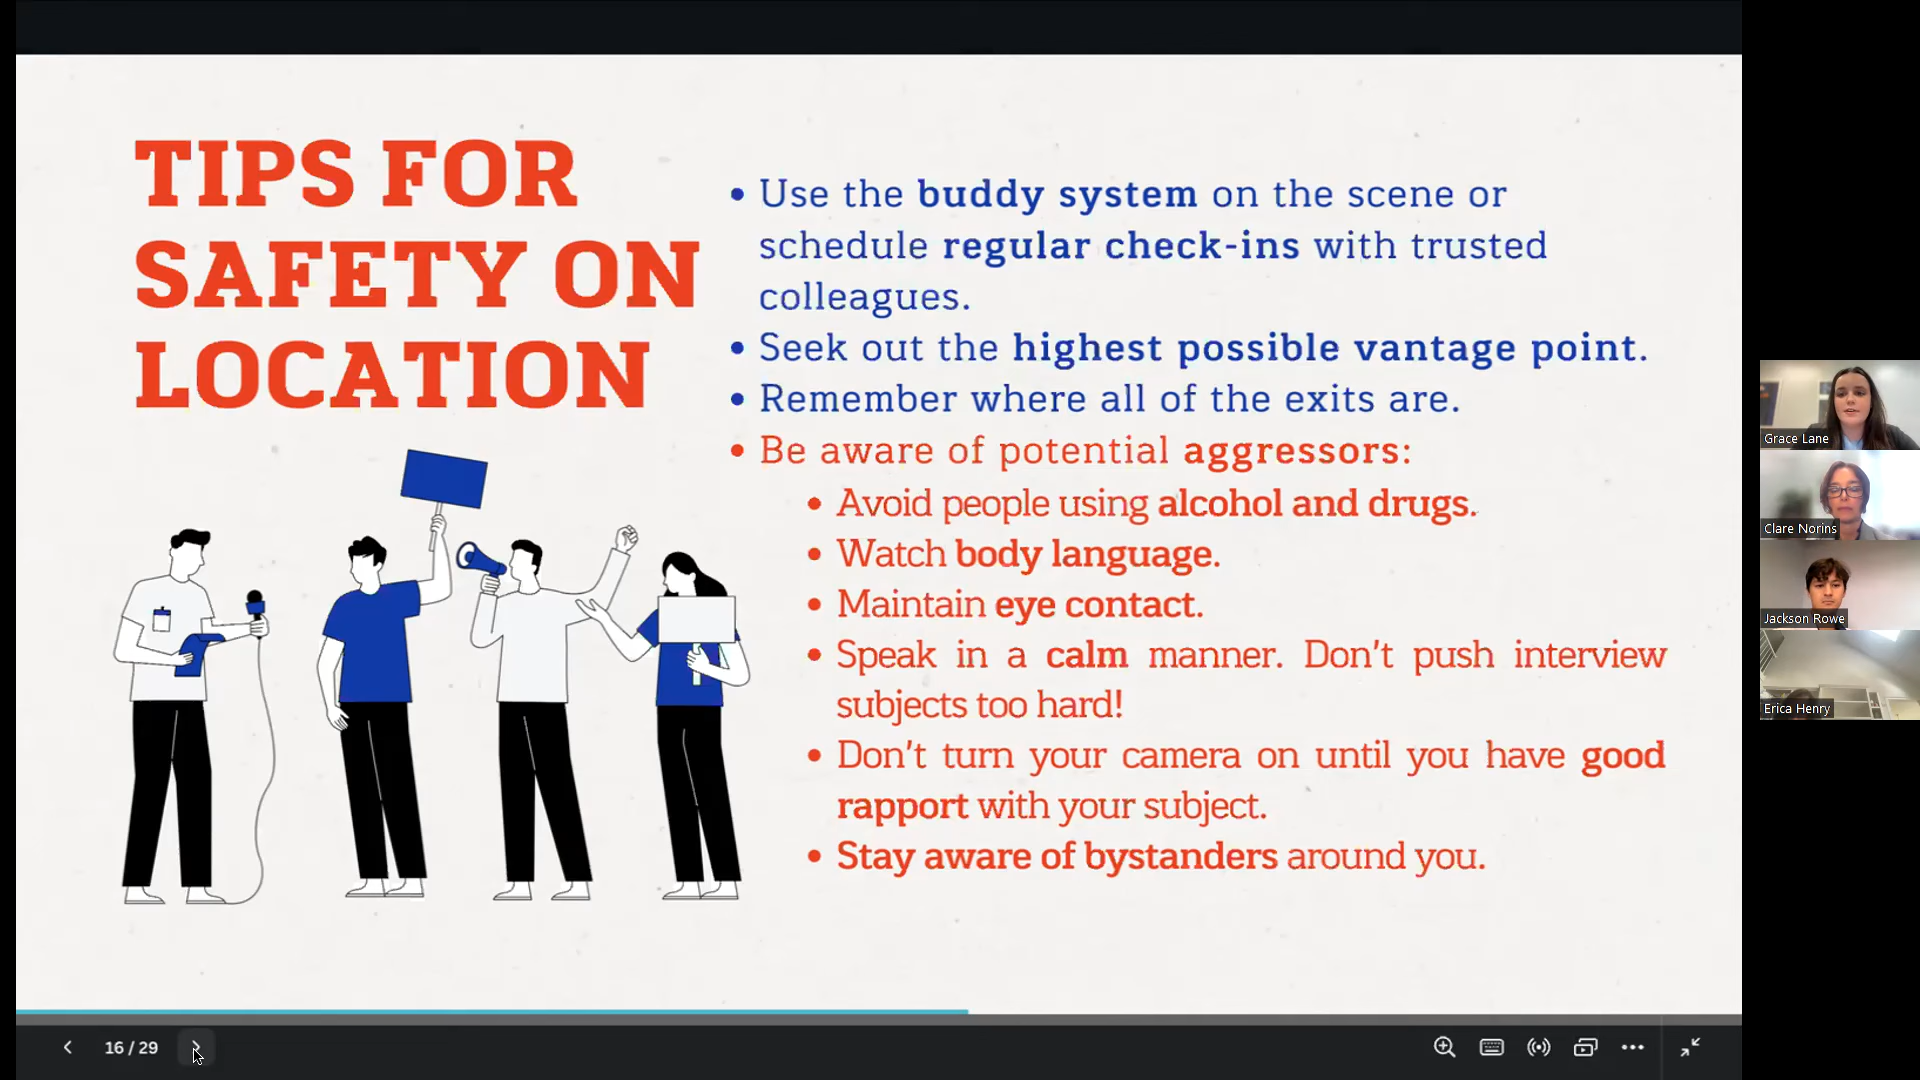 TIPS FOR
SAFETY ON
LOCATION
• Use the buddy system on the scene or
schedule regular check-ins with trusted
colleagues.
• Seek out the highest possible vantage point.
• Remember where all of the exits are.
• Be aware of potential aggressors:
• Avoid people using alcohol and drugs.
• Watch body language.
• Maintain eye contact.
• Speak in a calm manner. Don't push interview
subjects too hard!
• Don't turn your camera on until you have good
rapport with your subject.
• Stay aware of bystanders around you.
Grace Lane
Clare Norins
Jackson Rowe
Erica Henry
16 / 29